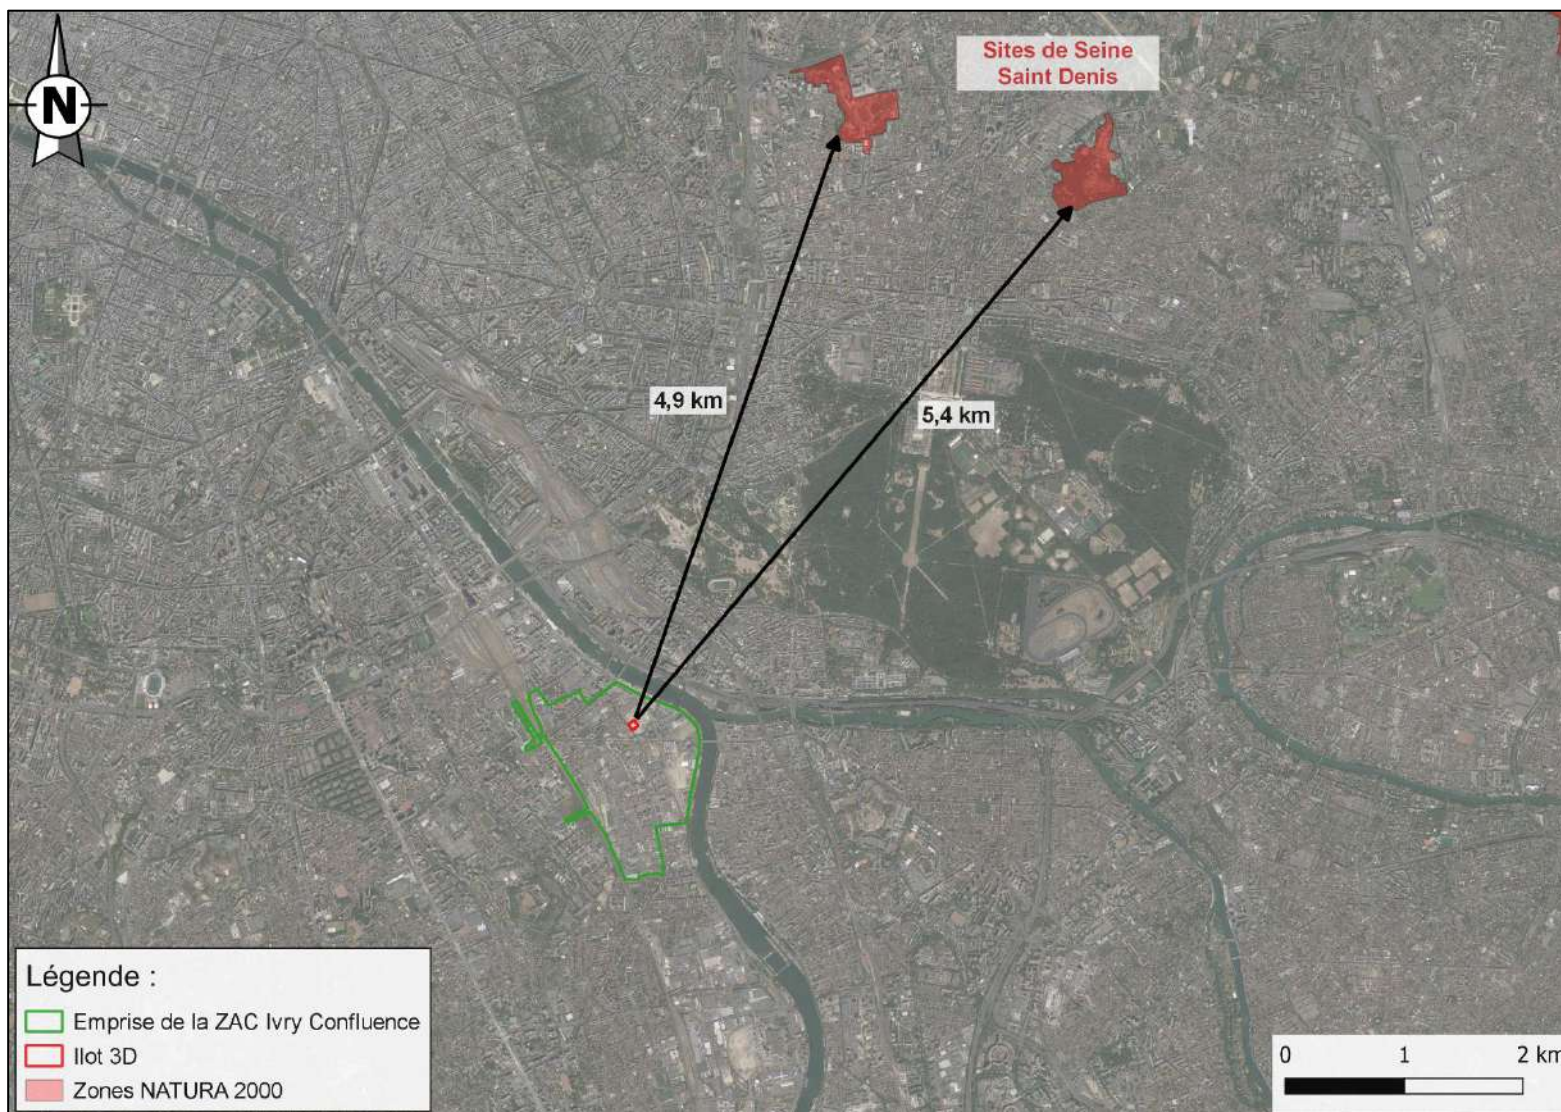 N
Sites de Seine
Saint Denis
4,9 km
5,4 km
Légende :
Emprise de la ZAC Ivry Confluence
Ilot 3D
Zones NATURA 2000
0 1 2 km